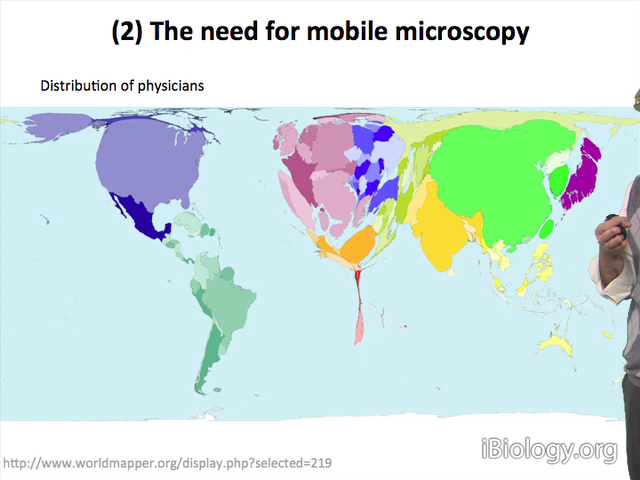 (2) The need for mobile microscopy
Distribution of physicians
iBiology.org
http://www.worldmapper.org/display.php?selected=219